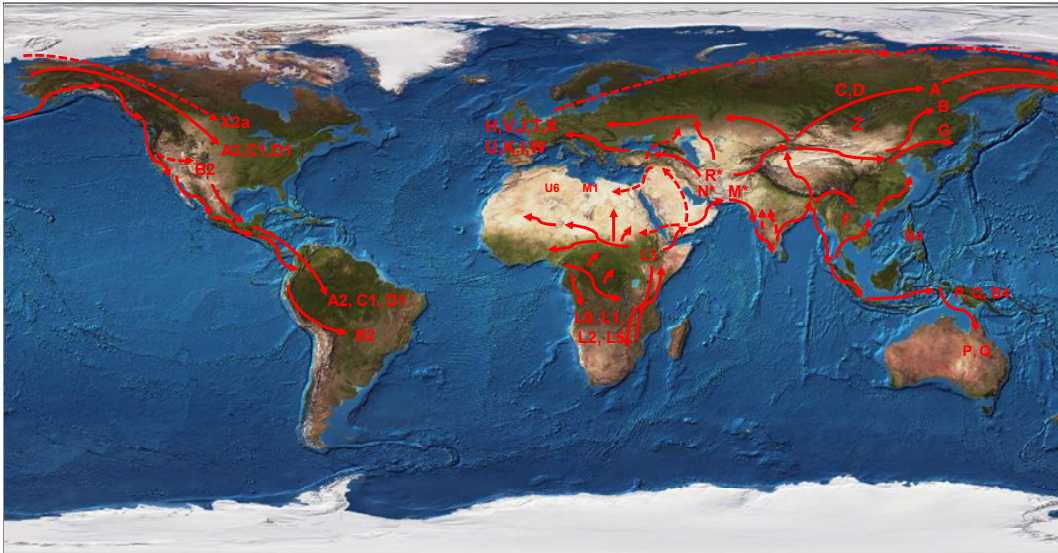 C,D
A
B
X2a
H,V,J,T,X
U,K,I,W
Z
G
A2,C1,D1
B2
R*
N* M*
U6
M1
F
B4
L3
A2, C1, D1
B2
P, Q, B4
L0, L1,
L2, L5
P, Q